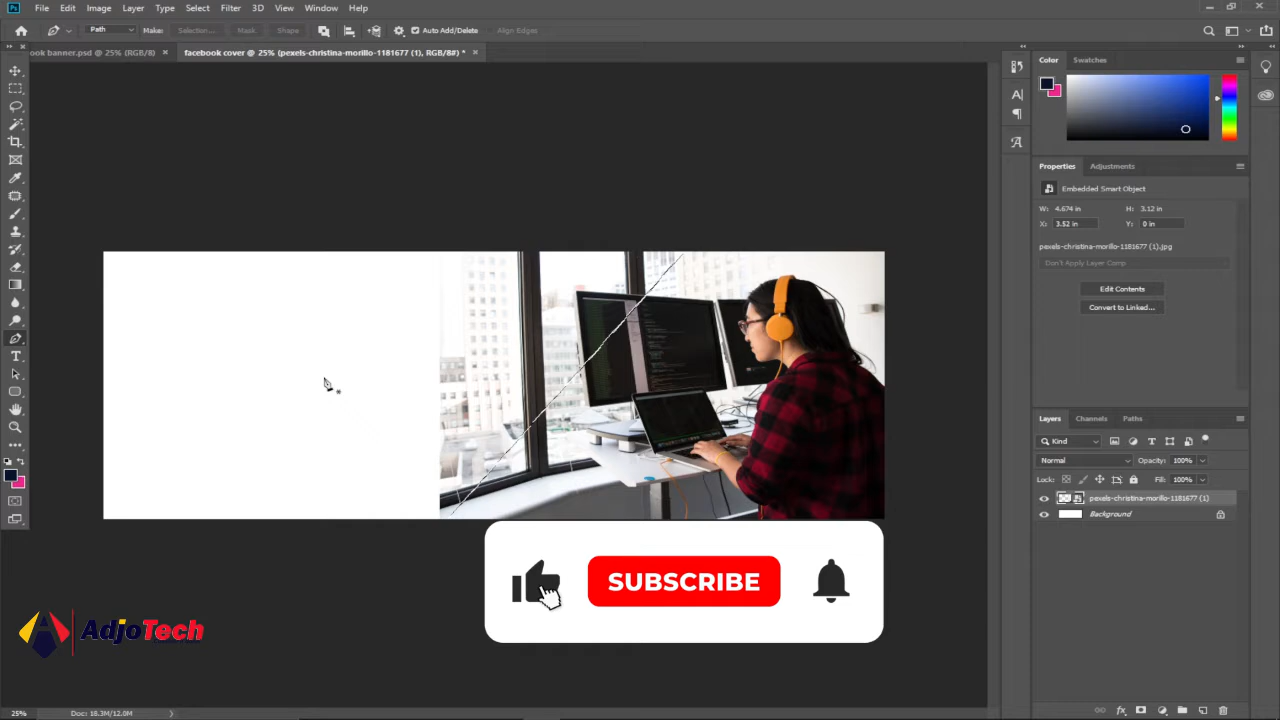 Ps File Edit Image Layer Type Select Filter 3D View Window Help
Path Make: Selection... Mask Shape Auto Add/Delete Align Edges
ook banner.psd @ 25% (RGB/8) × facebook cover @ 25% (pexels-christina-morillo-1181677 (1), RGB/8#) * ×
Color Swatches
Properties Adjustments
Embedded Smart Object
W: 4.674 in H: 3.12 in
X: 3.52 in Y: 0 in
pexels-christina-morillo-1181677 (1).jpg
Don't Apply Layer Comp
Edit Contents
Convert to Linked...
Layers Channels Paths
Kind
Normal Opacity: 100%
Lock: Fill: 100%
pexels-christina-morillo-1181677 (1)
Background
SUBSCRIBE
AdjoTech
25% Doc: 18.3M/12.0M